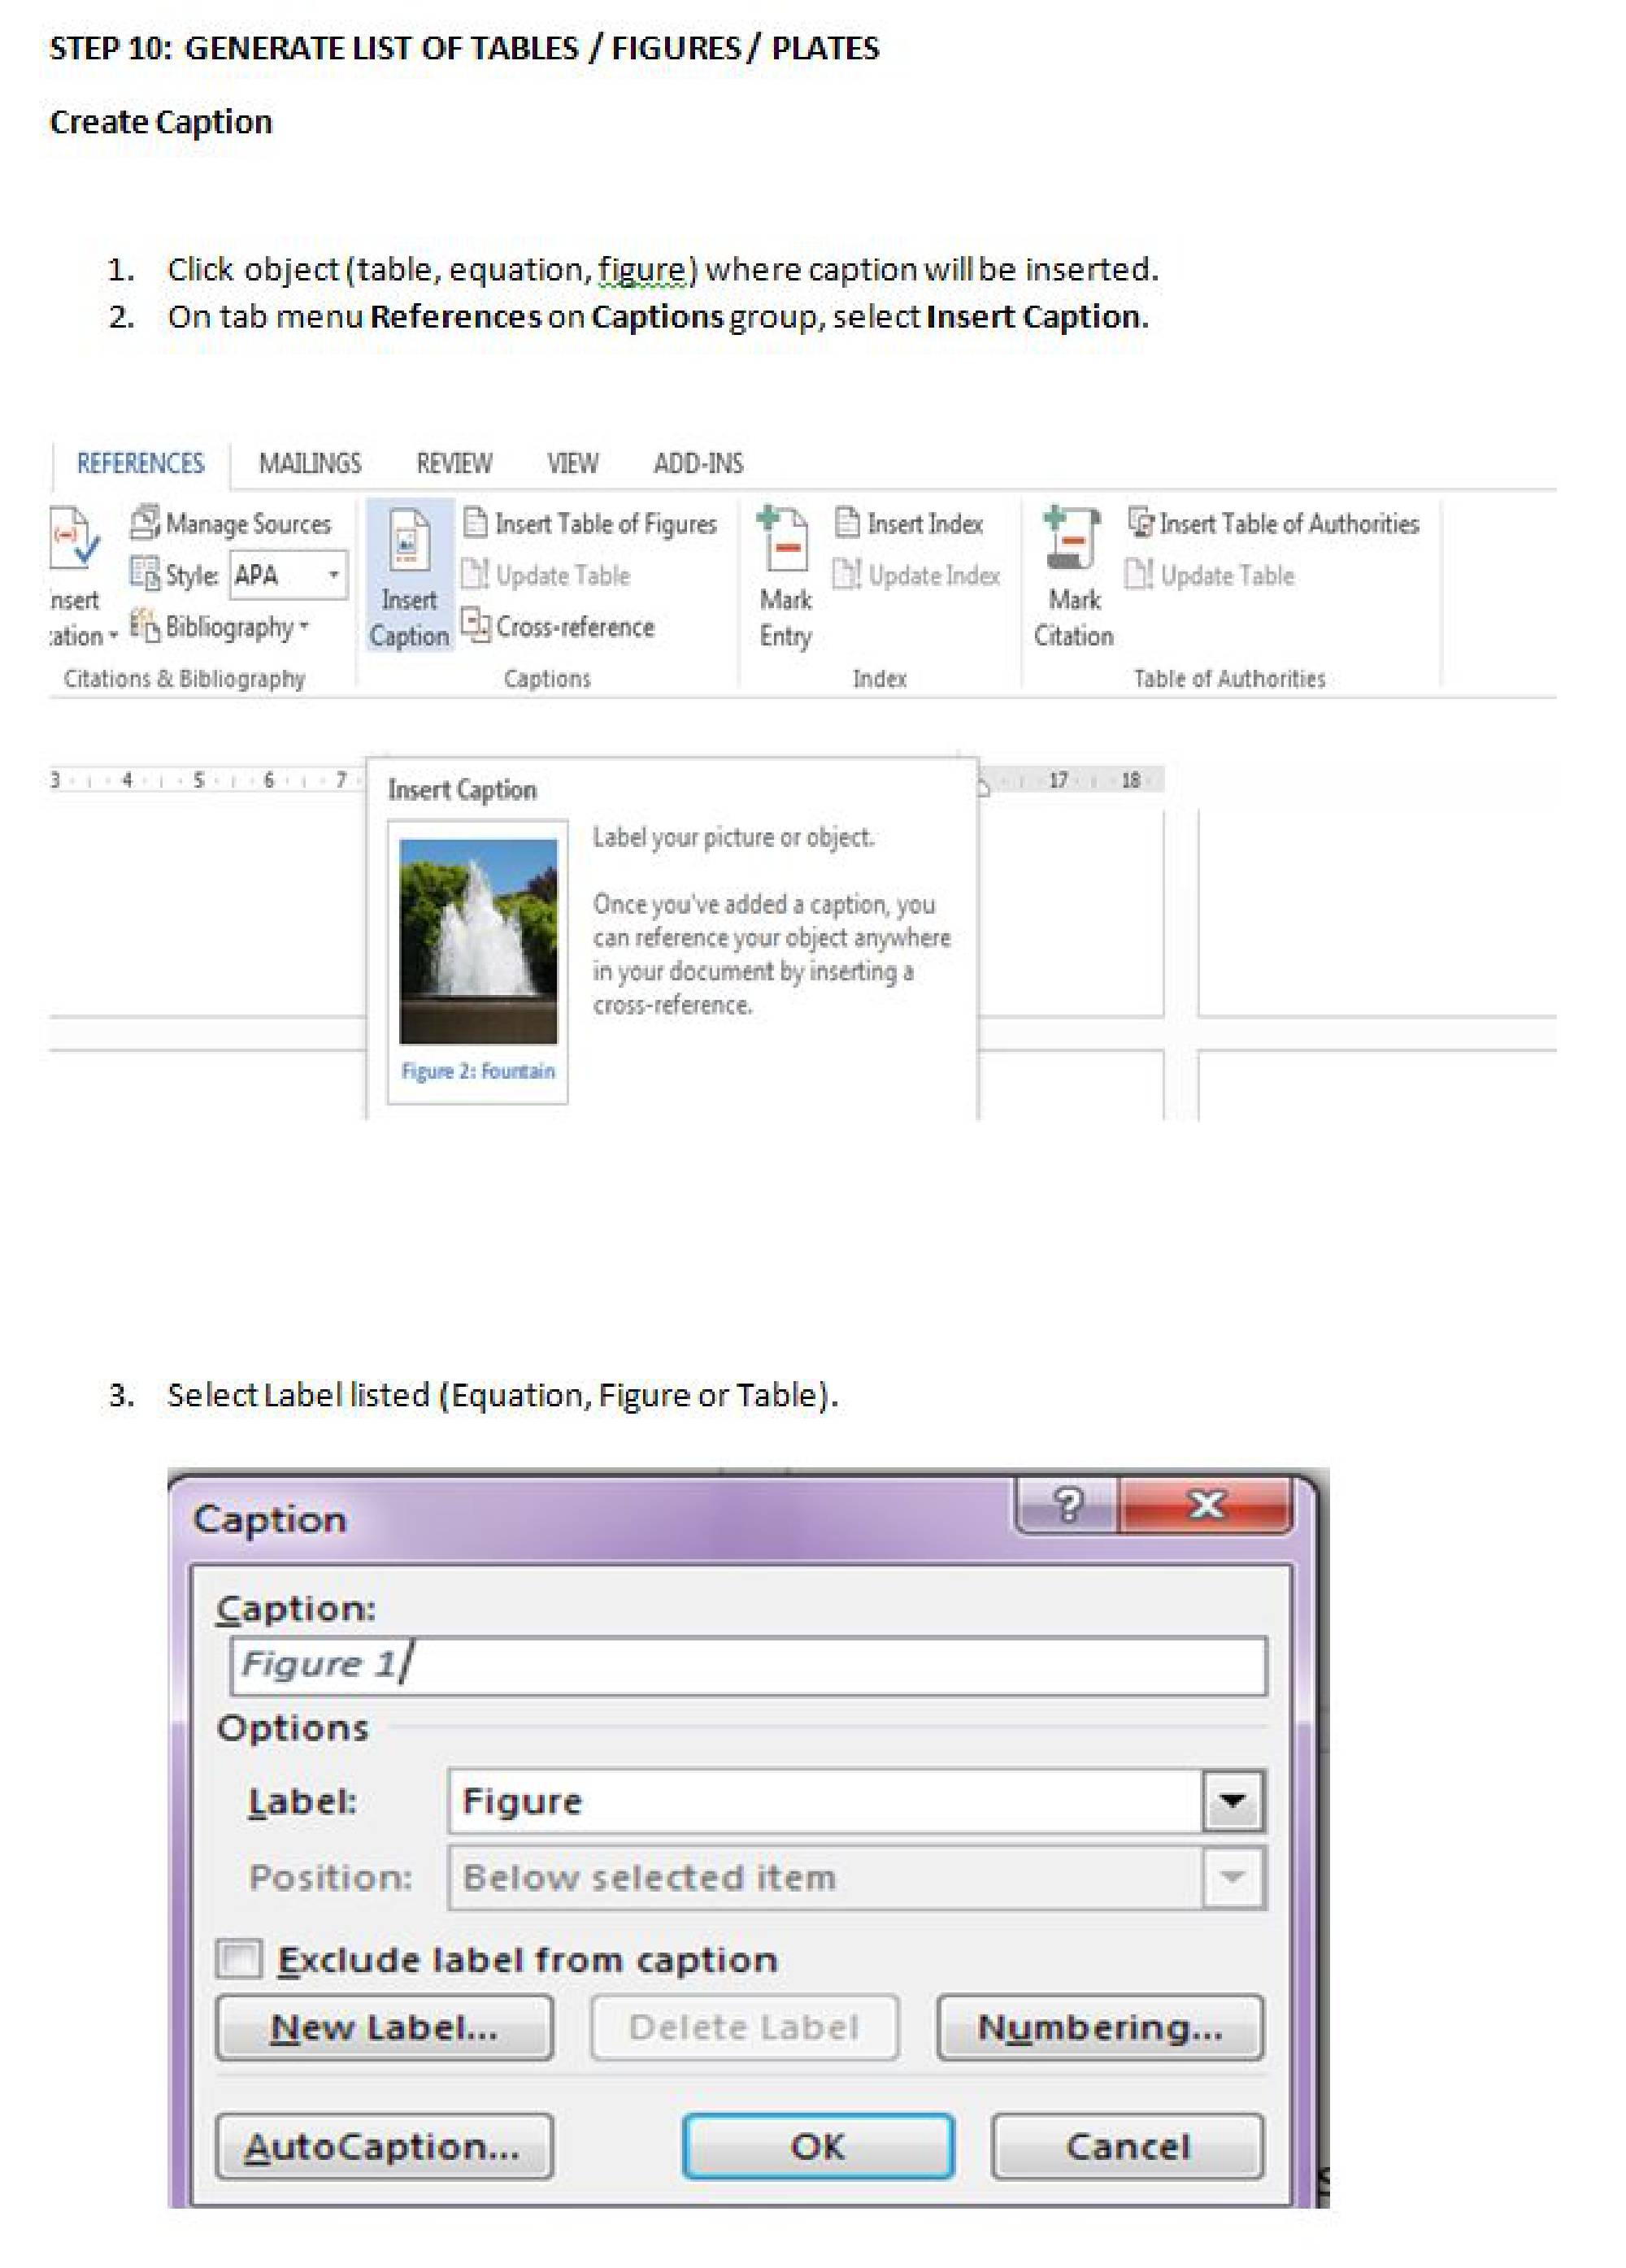 STEP 10: GENERATE LIST OF TABLES / FIGURES / PLATES
Create Caption
1. Click object (table, equation, figure) where caption will be inserted.
2. On tab menu References on Captions group, select Insert Caption.
REFERENCES MAILINGS REVIEW VIEW ADD-INS
Manage Sources Insert Table of Figures Insert Index Insert Table of Authorities
Style: APA Update Table Update Index Update Table
nsert Insert Mark Mark
ation Bibliography Caption Cross-reference Entry Citation
Citations & Bibliography Captions Index Table of Authorities
3 4 5 6 7 17 18
Insert Caption
Label your picture or object.
Once you've added a caption, you
can reference your object anywhere
in your document by inserting a
cross-reference.
Figure 2: Fountain
3. Select Label listed (Equation, Figure or Table).
Caption ? X
Caption:
Figure 1
Options
Label: Figure
Position: Below selected item
Exclude label from caption
New Label... Delete Label Numbering...
AutoCaption... OK Cancel